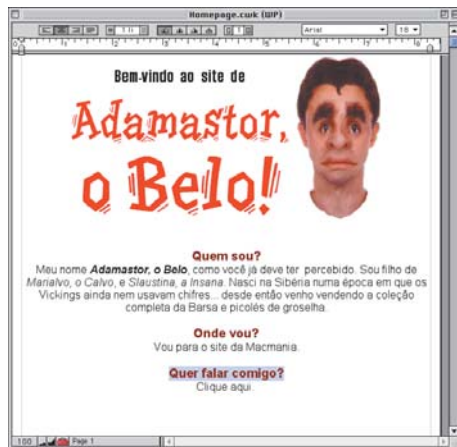 Homepage.cwk (WP)
Arial
18
Bem-vindo ao site de
Adamastor,
o Belo!
Quem sou?
Meu nome Adamastor, o Belo, como você já deve ter percebido. Sou filho de
Marialvo, o Calvo, e Slaustina, a Insana. Nasci na Sibéria numa época em que os
Vickings ainda nem usavam chifres... desde então venho vendendo a coleção
completa da Barsa e picolés de groselha.
Onde vou?
Vou para o site da Macmania.
Quer falar comigo?
Clique aqui.
100
Page 1